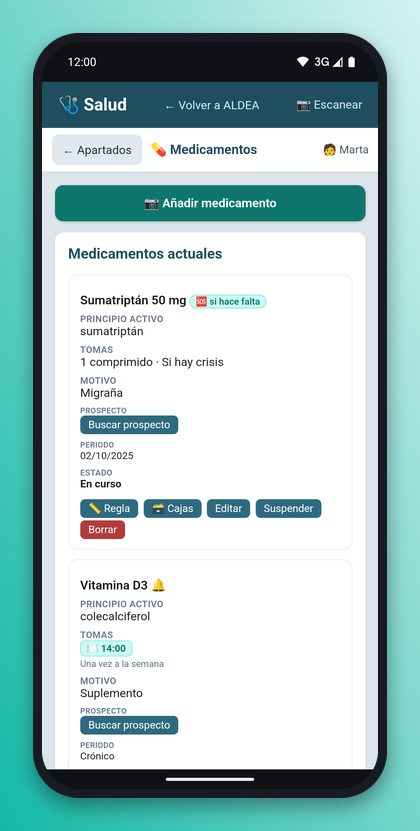 12:00
3G
Salud
← Volver a ALDEA
Escanear
← Apartados
Medicamentos
Marta
Añadir medicamento
Medicamentos actuales
Sumatriptán 50 mg
SOS si hace falta
PRINCIPIO ACTIVO
sumatriptán
TOMAS
1 comprimido · Si hay crisis
MOTIVO
Migraña
PROSPECTO
Buscar prospecto
PERIODO
02/10/2025
ESTADO
En curso
Regla
Cajas
Editar
Suspender
Borrar
Vitamina D3
PRINCIPIO ACTIVO
colecalciferol
TOMAS
14:00
Una vez a la semana
MOTIVO
Suplemento
PROSPECTO
Buscar prospecto
PERIODO
Crónico